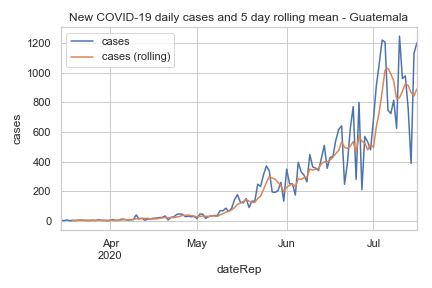 New COVID-19 daily cases and 5 day rolling mean - Guatemala
cases
cases (rolling)
1200
1000
800
600
400
200
0
cases
Apr
2020
May
Jun
Jul
dateRep